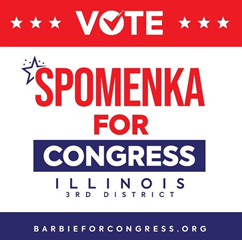 VOTE
SPOMENKA
FOR
CONGRESS
ILLINOIS
3RD DISTRICT
BARBIEFORCONGRESS.ORG